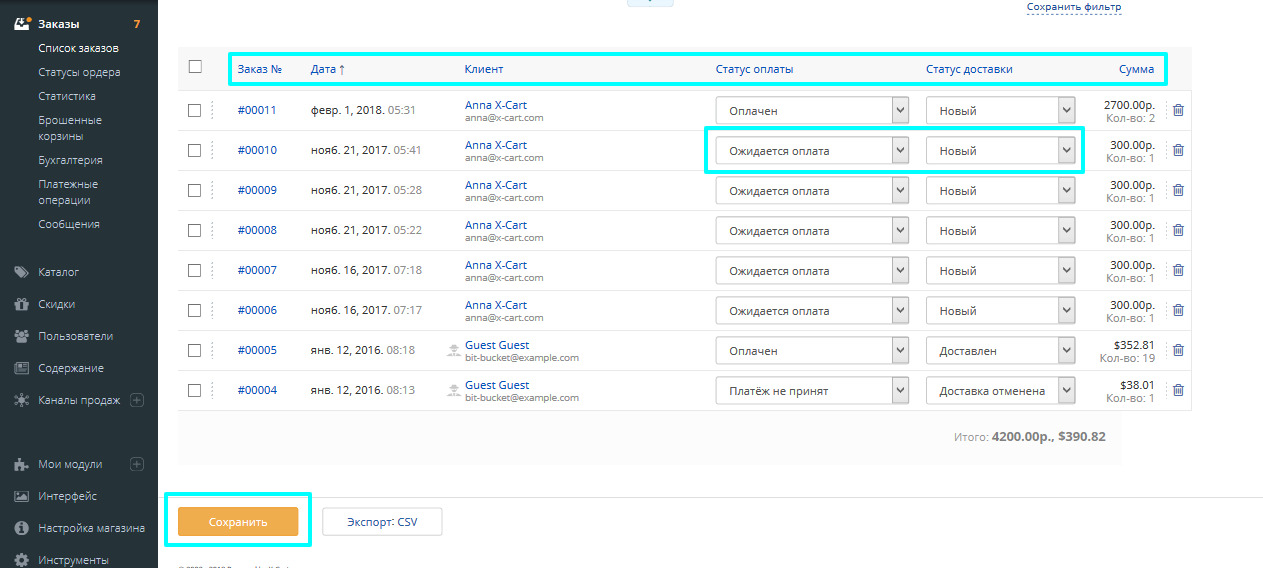 Сохранить фильтр
Заказы 7
Список заказов
Статусы ордера
Статистика
Брошенные
корзины
Бухгалтерия
Платежные
операции
Сообщения
Каталог
Скидки
Пользователи
Содержание
Каналы продаж
Мои модули
Интерфейс
Настройка магазина
Инструменты
Заказ № Дата ↑ Клиент Статус оплаты Статус доставки Сумма
#00011 февр. 1, 2018. 05:31 Anna X-Cart Оплачен Новый 2700.00р.
anna@x-cart.com Кол-во: 2
#00010 нояб. 21, 2017. 05:41 Anna X-Cart Ожидается оплата Новый 300.00р.
anna@x-cart.com Кол-во: 1
#00009 нояб. 21, 2017. 05:28 Anna X-Cart Ожидается оплата Новый 300.00р.
anna@x-cart.com Кол-во: 1
#00008 нояб. 21, 2017. 05:22 Anna X-Cart Ожидается оплата Новый 300.00р.
anna@x-cart.com Кол-во: 1
#00007 нояб. 16, 2017. 07:18 Anna X-Cart Ожидается оплата Новый 300.00р.
anna@x-cart.com Кол-во: 1
#00006 нояб. 16, 2017. 07:17 Anna X-Cart Ожидается оплата Новый 300.00р.
anna@x-cart.com Кол-во: 1
#00005 янв. 12, 2016. 08:18 Guest Guest Оплачен Доставлен $352.81
bit-bucket@example.com Кол-во: 19
#00004 янв. 12, 2016. 08:13 Guest Guest Платёж не принят Доставка отменена $38.01
bit-bucket@example.com Кол-во: 1
Итого: 4200.00р., $390.82
Сохранить Экспорт: CSV